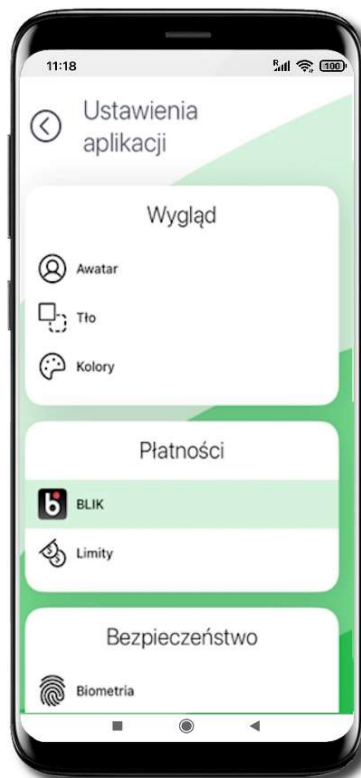 11:18
R
100
Ustawienia
aplikacji
Wygląd
Awatar
Tło
Kolory
Płatności
BLIK
Limity
Bezpieczeństwo
Biometria